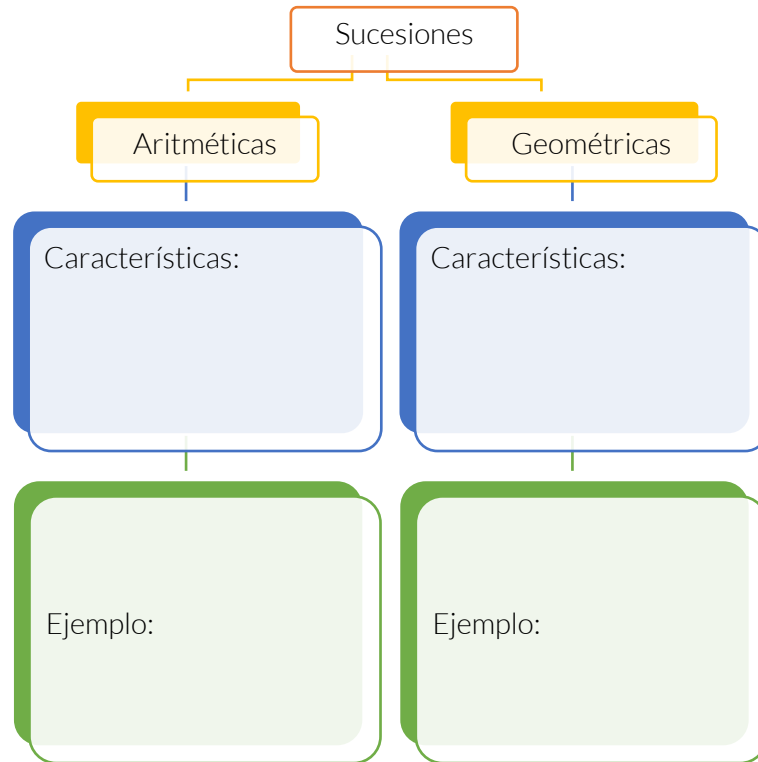 Sucesiones
Aritméticas
Geométricas
Características:
Características:
Ejemplo:
Ejemplo: